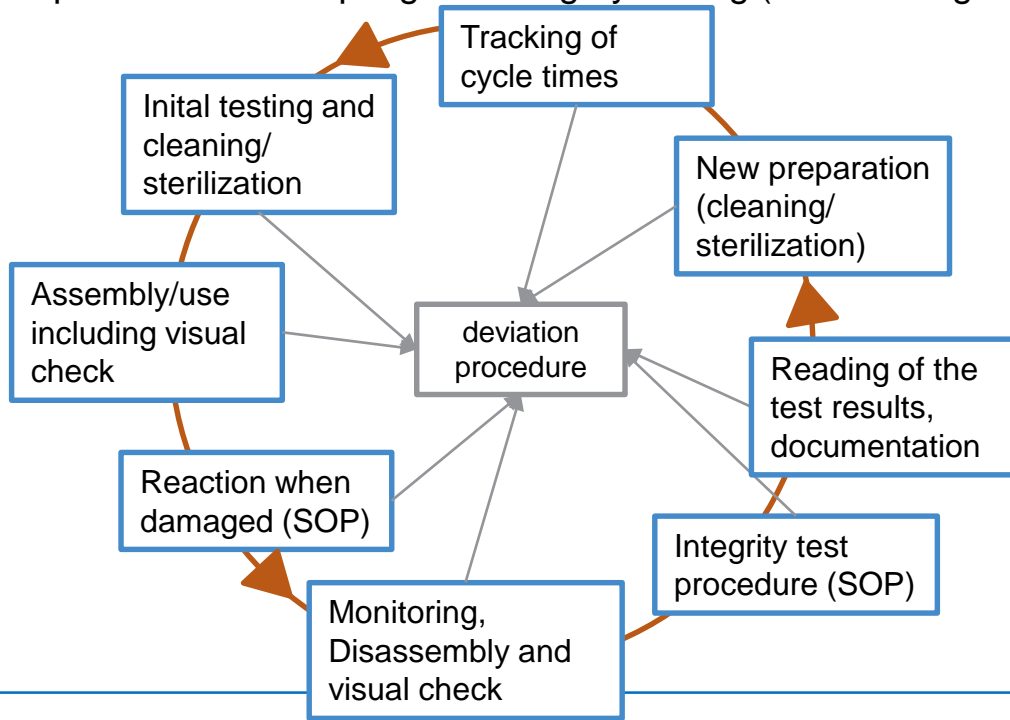 Tracking of
cycle times
Inital testing and
cleaning/
sterilization
New preparation
(cleaning/
sterilization)
Assembly/use
including visual
check
deviation
procedure
Reading of the
test results,
documentation
Reaction when
damaged (SOP)
Integrity test
procedure (SOP)
Monitoring,
Disassembly and
visual check